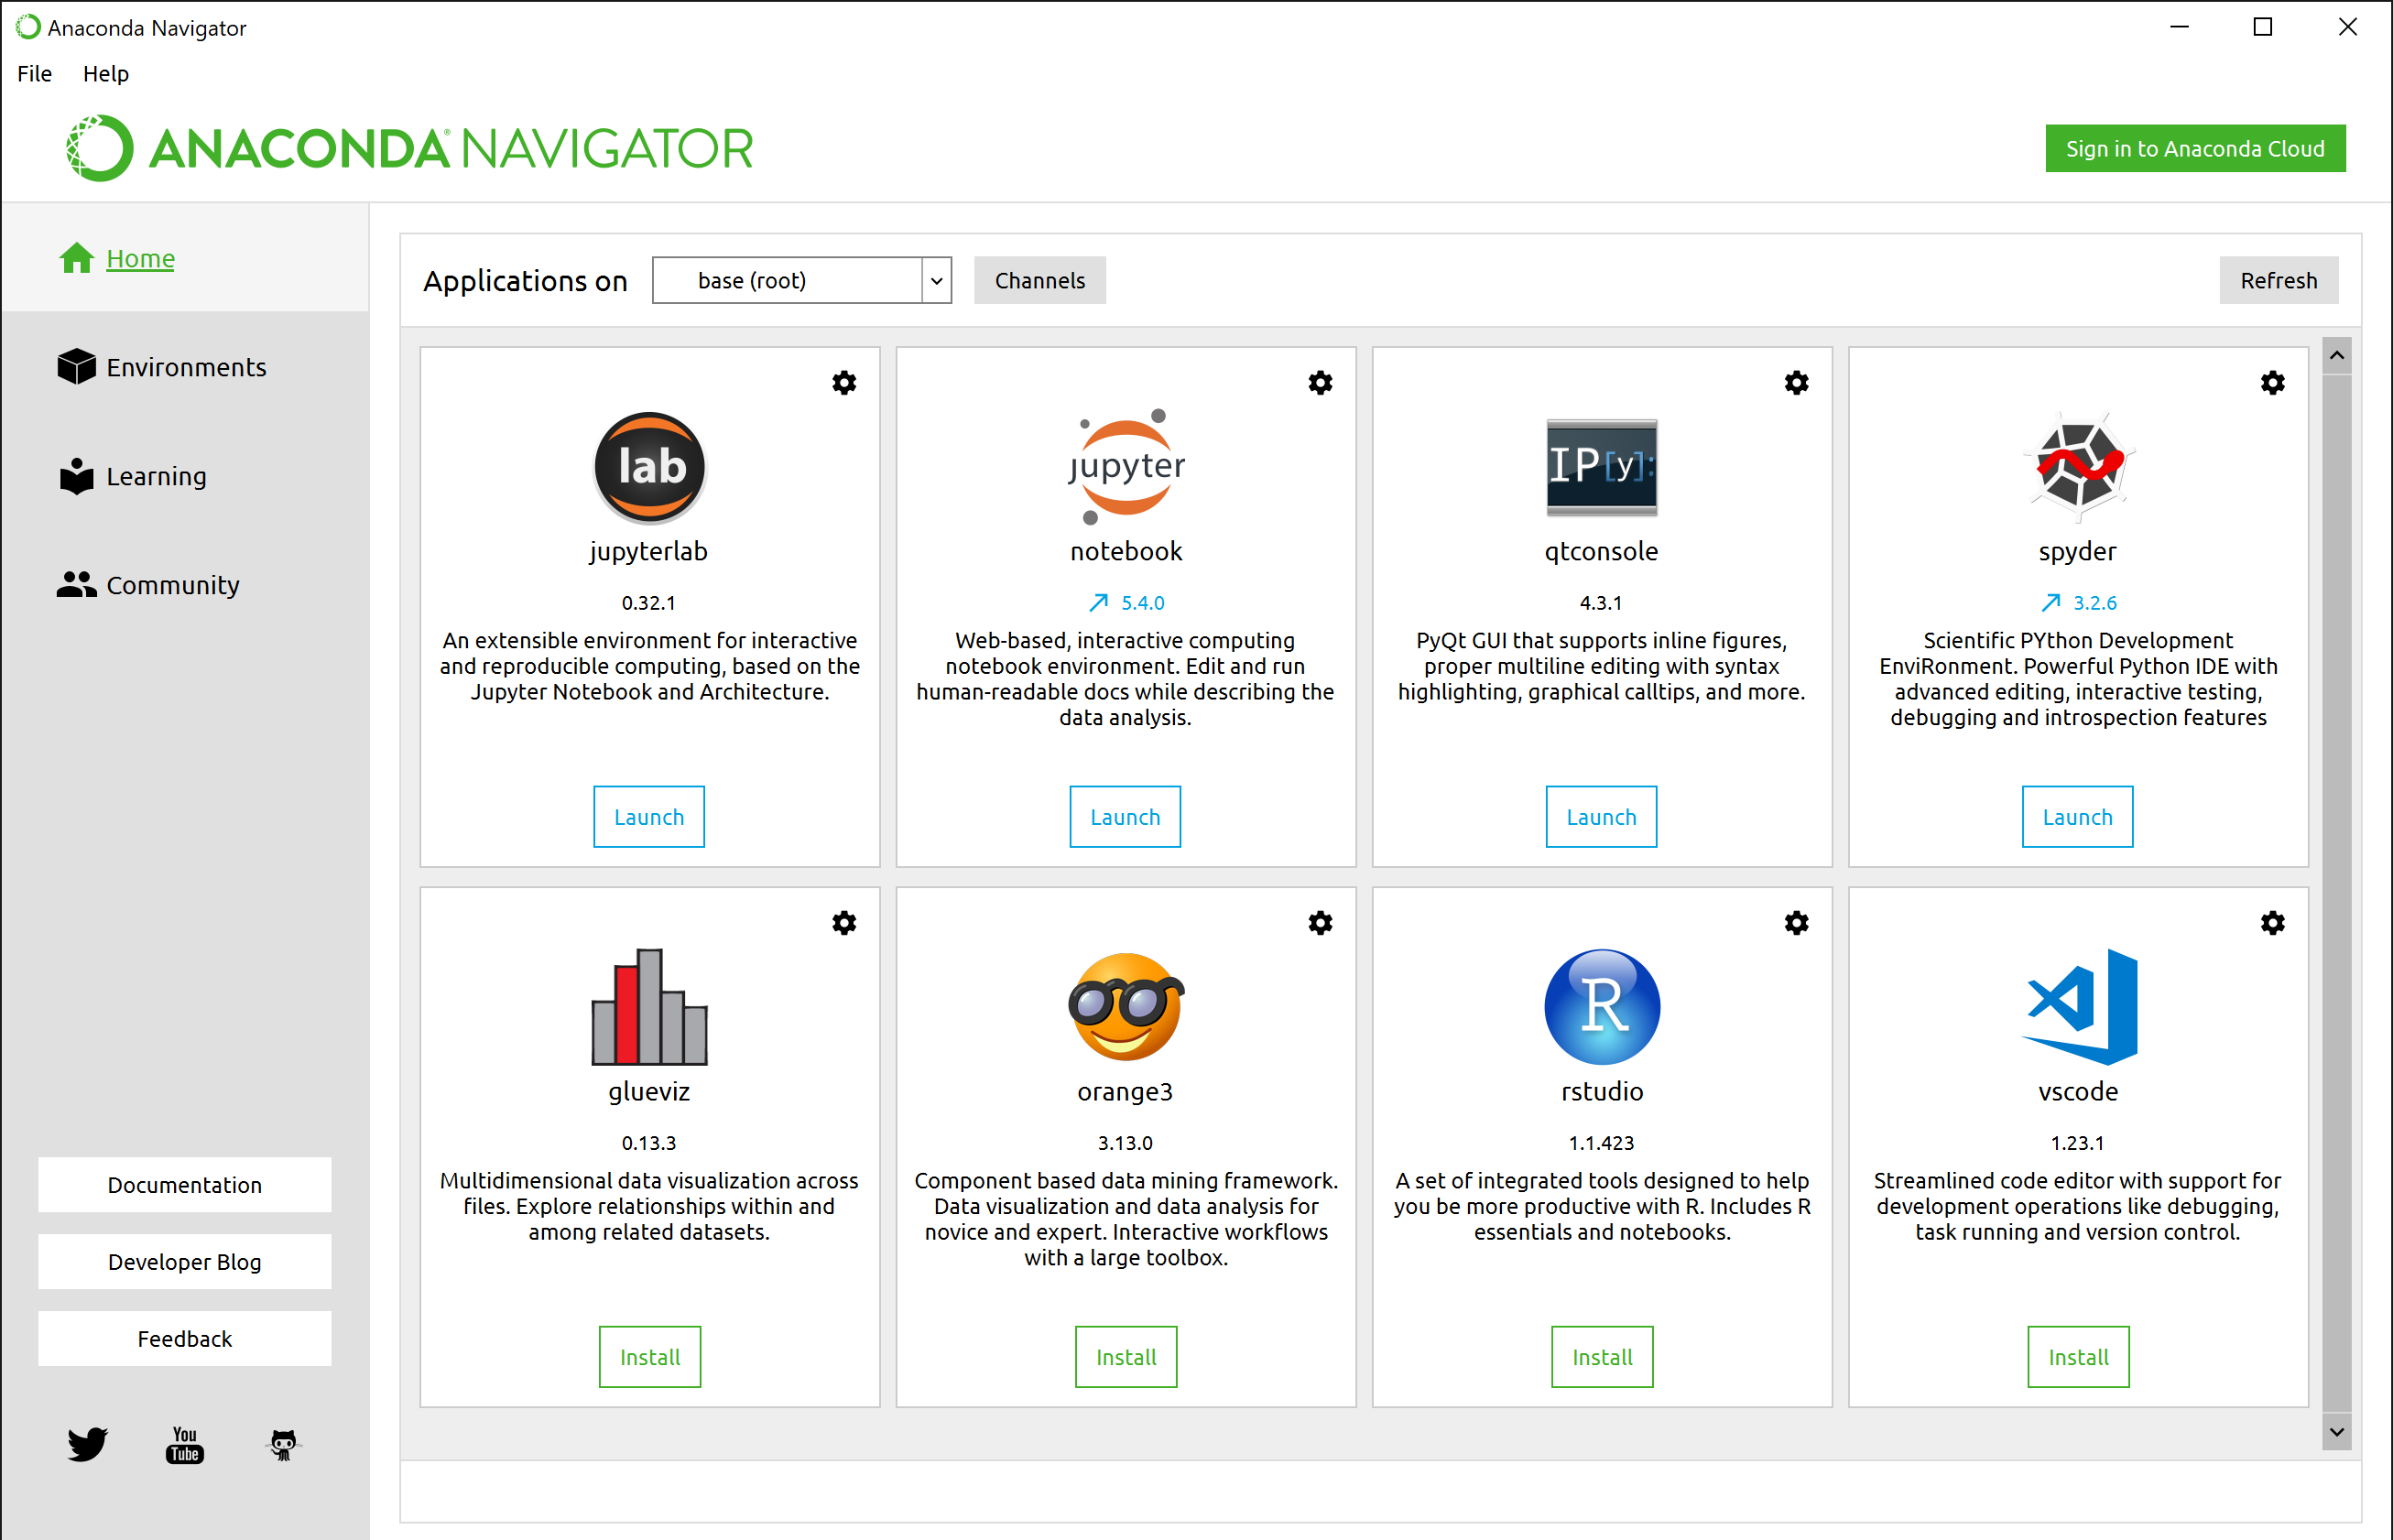 Anaconda Navigator
File Help
ANACONDA® NAVIGATOR
Sign in to Anaconda Cloud
Home
Environments
Learning
Community
Documentation
Developer Blog
Feedback
You
Tube
Applications on base (root) Channels Refresh
lab
jupyterlab
0.32.1
An extensible environment for interactive
and reproducible computing, based on the
Jupyter Notebook and Architecture.
Launch
jupyter
notebook
5.4.0
Web-based, interactive computing
notebook environment. Edit and run
human-readable docs while describing the
data analysis.
Launch
IP[y]:
qtconsole
4.3.1
PyQt GUI that supports inline figures,
proper multiline editing with syntax
highlighting, graphical calltips, and more.
Launch
spyder
3.2.6
Scientific PYthon Development
EnviRonment. Powerful Python IDE with
advanced editing, interactive testing,
debugging and introspection features
Launch
glueviz
0.13.3
Multidimensional data visualization across
files. Explore relationships within and
among related datasets.
Install
orange3
3.13.0
Component based data mining framework.
Data visualization and data analysis for
novice and expert. Interactive workflows
with a large toolbox.
Install
R
rstudio
1.1.423
A set of integrated tools designed to help
you be more productive with R. Includes R
essentials and notebooks.
Install
vscode
1.23.1
Streamlined code editor with support for
development operations like debugging,
task running and version control.
Install